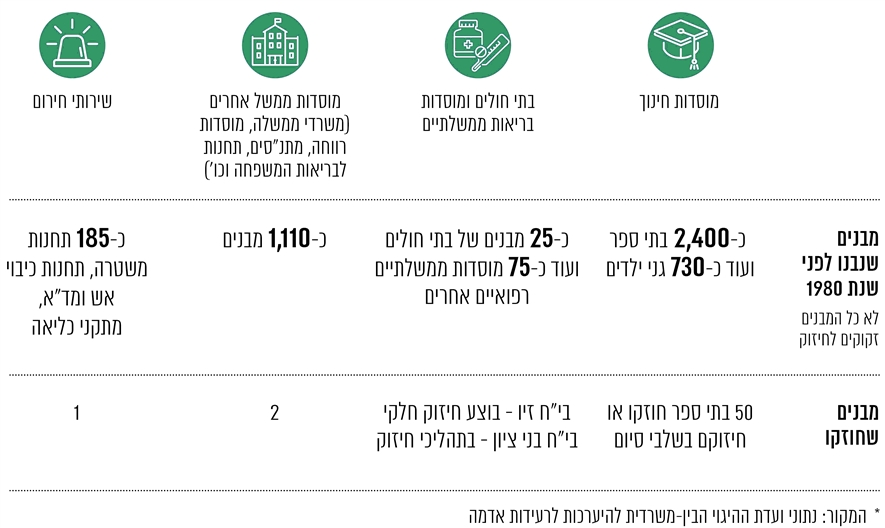 מוסדות חינוך
בתי חולים ומוסדות
בריאות ממשלתיים
מוסדות ממשל אחרים
(משרדי ממשלה, מוסדות
רווחה, מתנ"סים, תחנות
לבריאות המשפחה וכו')
שירותי חירום
מבנים
שנבנו לפני
שנת 1980
לא כל המבנים
זקוקים לחיזוק
כ-2,400 בתי ספר
ועוד כ-730 גני ילדים
כ-25 מבנים של בתי חולים
ועוד כ-75 מוסדות ממשלתיים
רפואיים אחרים
כ-1,110 מבנים
כ-185 תחנות
משטרה, תחנות כיבוי
אש ומד"א,
מתקני כליאה
מבנים
שחוזקו
50 בתי ספר חוזקו או
חיזוקם בשלבי סיום
בי"ח זיו - בוצע חיזוק חלקי
בי"ח בני ציון - בתהליכי חיזוק
2
1
* המקור: נתוני ועדת ההיגוי הבין-משרדית להיערכות לרעידות אדמה